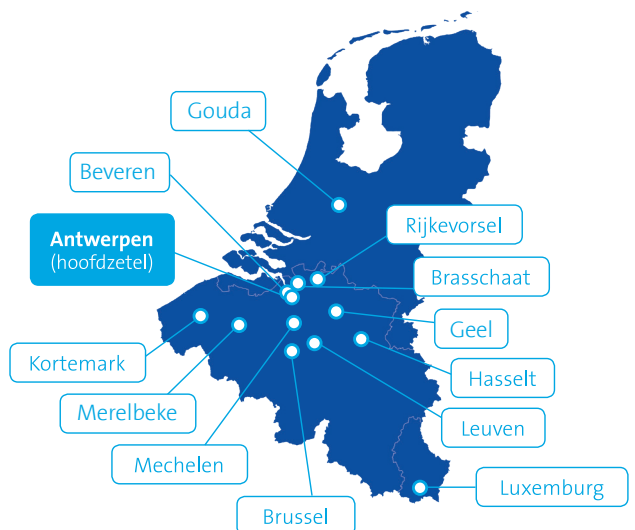 Gouda
Beveren
Antwerpen
(hoofdzetel)
Rijkevorsel
Brasschaat
Geel
Kortemark
Hasselt
Merelbeke
Leuven
Mechelen
Luxemburg
Brussel